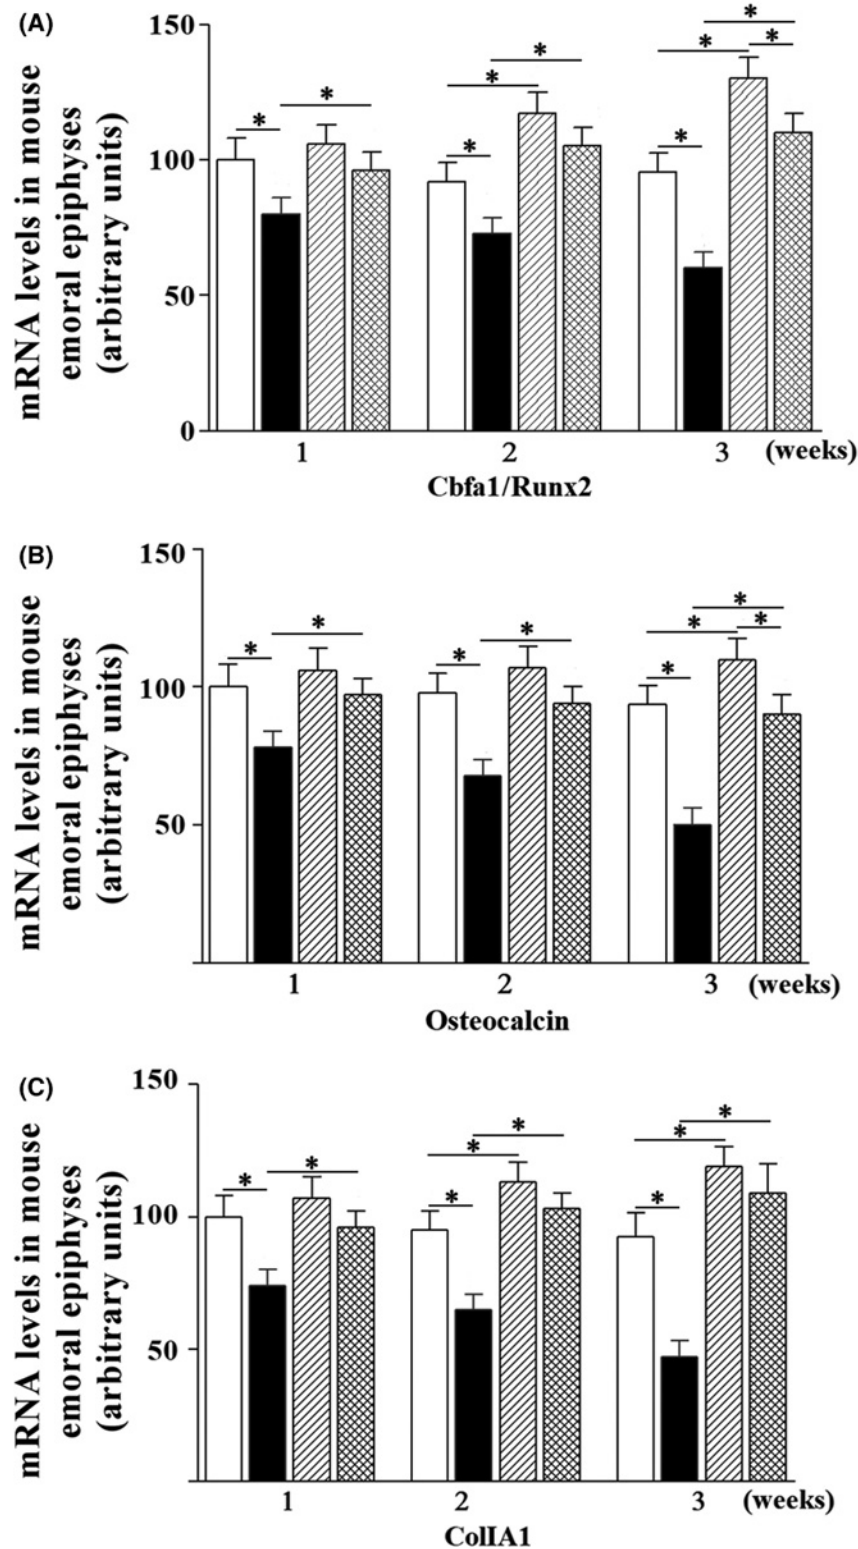 (A)
mRNA levels in mouse
emoral epiphyses
(arbitrary units)
150
100
50
0
* * * * * * * * * *
1 2 3 (weeks)
Cbfa1/Runx2
(B)
mRNA levels in mouse
emoral epiphyses
(arbitrary units)
150
100
50
* * * * * * * *
1 2 3 (weeks)
Osteocalcin
(C)
mRNA levels in mouse
emoral epiphyses
(arbitrary units)
150
100
50
* * * * * * * *
1 2 3 (weeks)
ColIA1